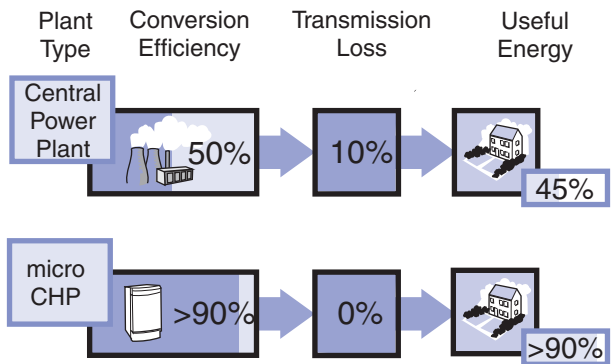 Plant Type
Conversion Efficiency
Transmission Loss
Useful Energy
Central Power Plant
50%
10%
45%
micro CHP
>90%
0%
>90%